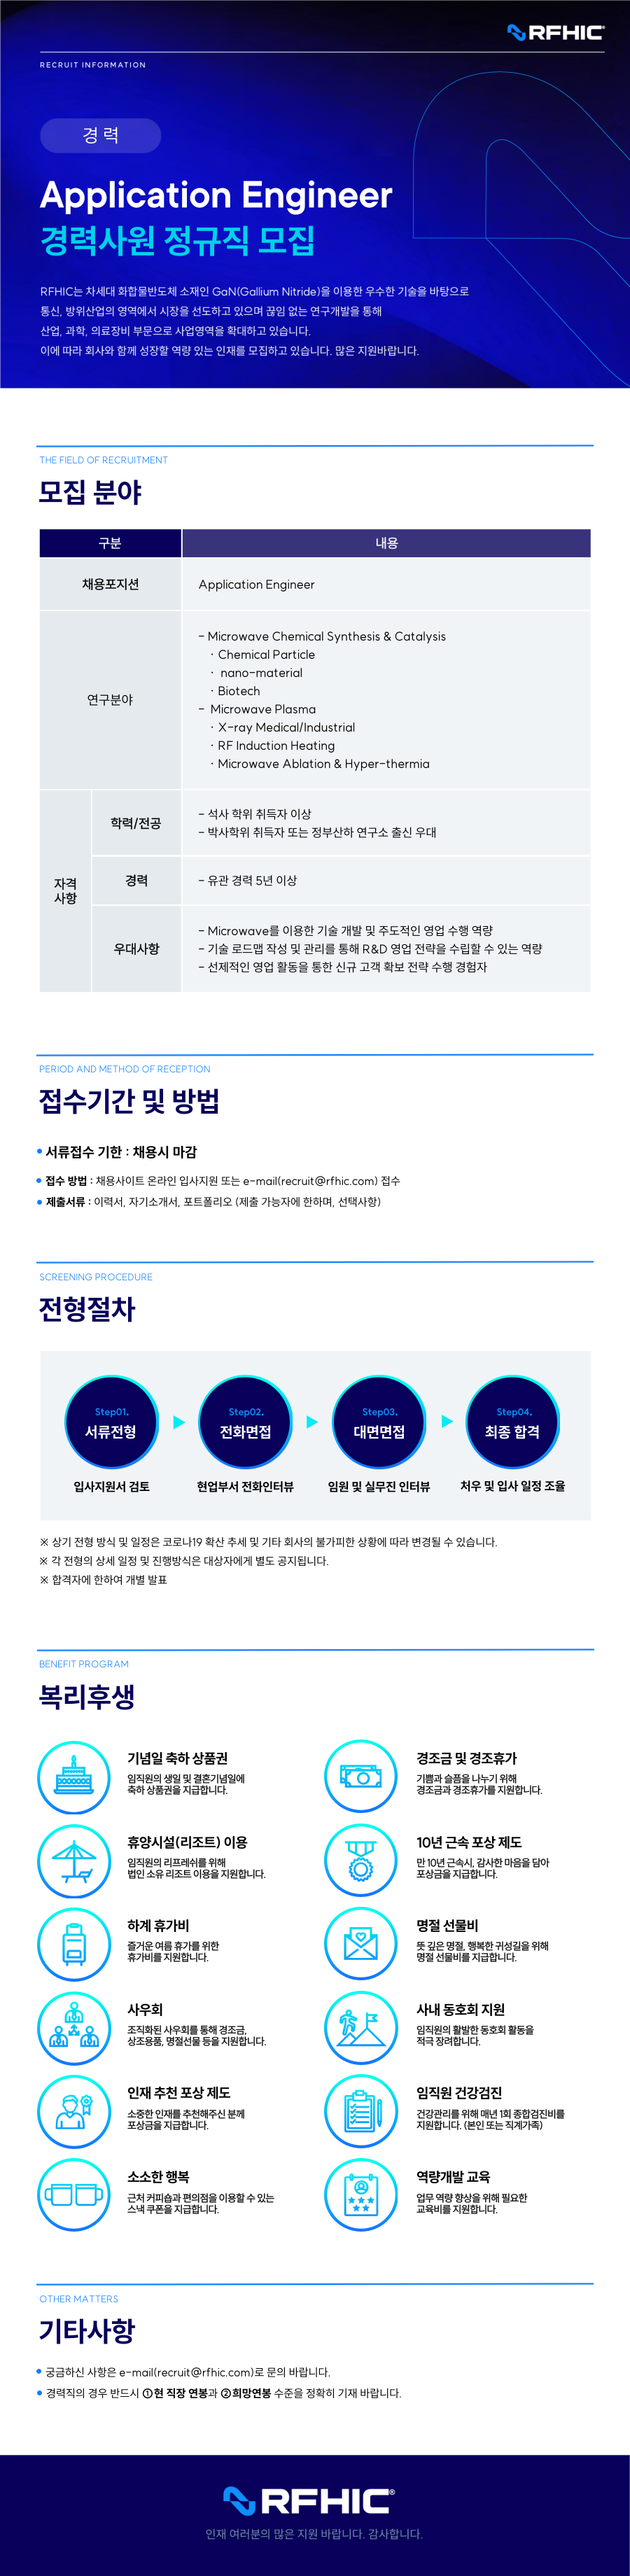 RFHIC®
RECRUIT INFORMATION
경 력
Application Engineer
경력사원 정규직 모집
RFHIC는 차세대 화합물반도체 소재인 GaN(Gallium Nitride)을 이용한 우수한 기술을 바탕으로
통신, 방위산업의 영역에서 시장을 선도하고 있으며 끊임 없는 연구개발을 통해
산업, 과학, 의료장비 부문으로 사업영역을 확대하고 있습니다.
이에 따라 회사와 함께 성장할 역량 있는 인재를 모집하고 있습니다. 많은 지원바랍니다.
THE FIELD OF RECRUITMENT
모집 분야
구분
내용
채용포지션
Application Engineer
연구분야
- Microwave Chemical Synthesis & Catalysis
· Chemical Particle
· nano-material
· Biotech
- Microwave Plasma
· X-ray Medical/Industrial
· RF Induction Heating
· Microwave Ablation & Hyper-thermia
자격
사항
학력/전공
- 석사 학위 취득자 이상
- 박사학위 취득자 또는 정부산하 연구소 출신 우대
경력
- 유관 경력 5년 이상
우대사항
- Microwave를 이용한 기술 개발 및 주도적인 영업 수행 역량
- 기술 로드맵 작성 및 관리를 통해 R&D 영업 전략을 수립할 수 있는 역량
- 선제적인 영업 활동을 통한 신규 고객 확보 전략 수행 경험자
PERIOD AND METHOD OF RECEPTION
접수기간 및 방법
• 서류접수 기한 : 채용시 마감
• 접수 방법 : 채용사이트 온라인 입사지원 또는 e-mail(recruit@rfhic.com) 접수
• 제출서류 : 이력서, 자기소개서, 포트폴리오 (제출 가능자에 한하며, 선택사항)
SCREENING PROCEDURE
전형절차
Step01.
서류전형
입사지원서 검토
Step02.
전화면접
현업부서 전화인터뷰
Step03.
대면면접
임원 및 실무진 인터뷰
Step04.
최종 합격
처우 및 입사 일정 조율
※ 상기 전형 방식 및 일정은 코로나19 확산 추세 및 기타 회사의 불가피한 상황에 따라 변경될 수 있습니다.
※ 각 전형의 상세 일정 및 진행방식은 대상자에게 별도 공지됩니다.
※ 합격자에 한하여 개별 발표
BENEFIT PROGRAM
복리후생
기념일 축하 상품권
임직원의 생일 및 결혼기념일에
축하 상품권을 지급합니다.
경조금 및 경조휴가
기쁨과 슬픔을 나누기 위해
경조금과 경조휴가를 지원합니다.
휴양시설(리조트) 이용
임직원의 리프레쉬를 위해
법인 소유 리조트 이용을 지원합니다.
10년 근속 포상 제도
만 10년 근속시, 감사한 마음을 담아
포상금을 지급합니다.
하계 휴가비
즐거운 여름 휴가를 위한
휴가비를 지원합니다.
명절 선물비
뜻 깊은 명절, 행복한 귀성길을 위해
명절 선물비를 지급합니다.
사우회
조직화된 사우회를 통해 경조금,
상조용품, 명절선물 등을 지원합니다.
사내 동호회 지원
임직원의 활발한 동호회 활동을
적극 장려합니다.
인재 추천 포상 제도
소중한 인재를 추천해주신 분께
포상금을 지급합니다.
임직원 건강검진
건강관리를 위해 매년 1회 종합검진비를
지원합니다. (본인 또는 직계가족)
소소한 행복
근처 커피숍과 편의점을 이용할 수 있는
스낵 쿠폰을 지급합니다.
역량개발 교육
업무 역량 향상을 위해 필요한
교육비를 지원합니다.
OTHER MATTERS
기타사항
• 궁금하신 사항은 e-mail(recruit@rfhic.com)로 문의 바랍니다.
• 경력직의 경우 반드시 ①현 직장 연봉과 ②희망연봉 수준을 정확히 기재 바랍니다.
RFHIC®
인재 여러분의 많은 지원 바랍니다. 감사합니다.